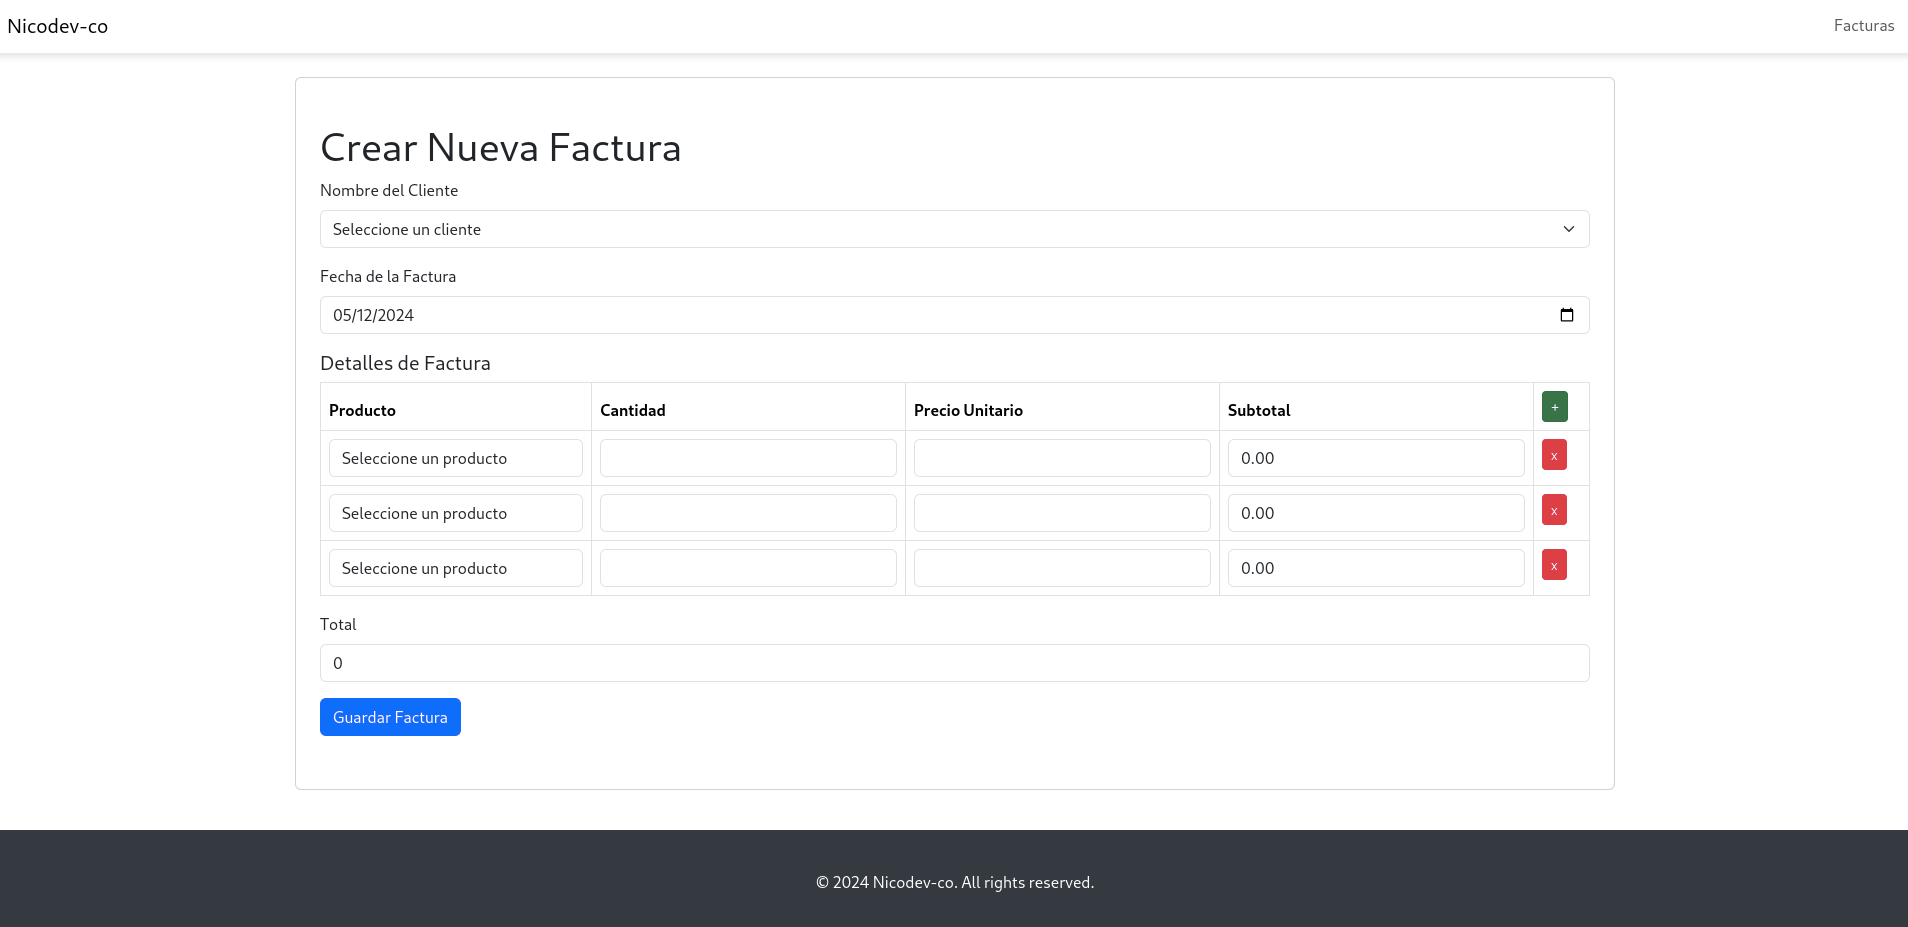 Nicodev-co
Facturas
Crear Nueva Factura
Nombre del Cliente
Seleccione un cliente
Fecha de la Factura
05/12/2024
Detalles de Factura
Producto Cantidad Precio Unitario Subtotal +
Seleccione un producto 0.00 x
Seleccione un producto 0.00 x
Seleccione un producto 0.00 x
Total
0
Guardar Factura
© 2024 Nicodev-co. All rights reserved.